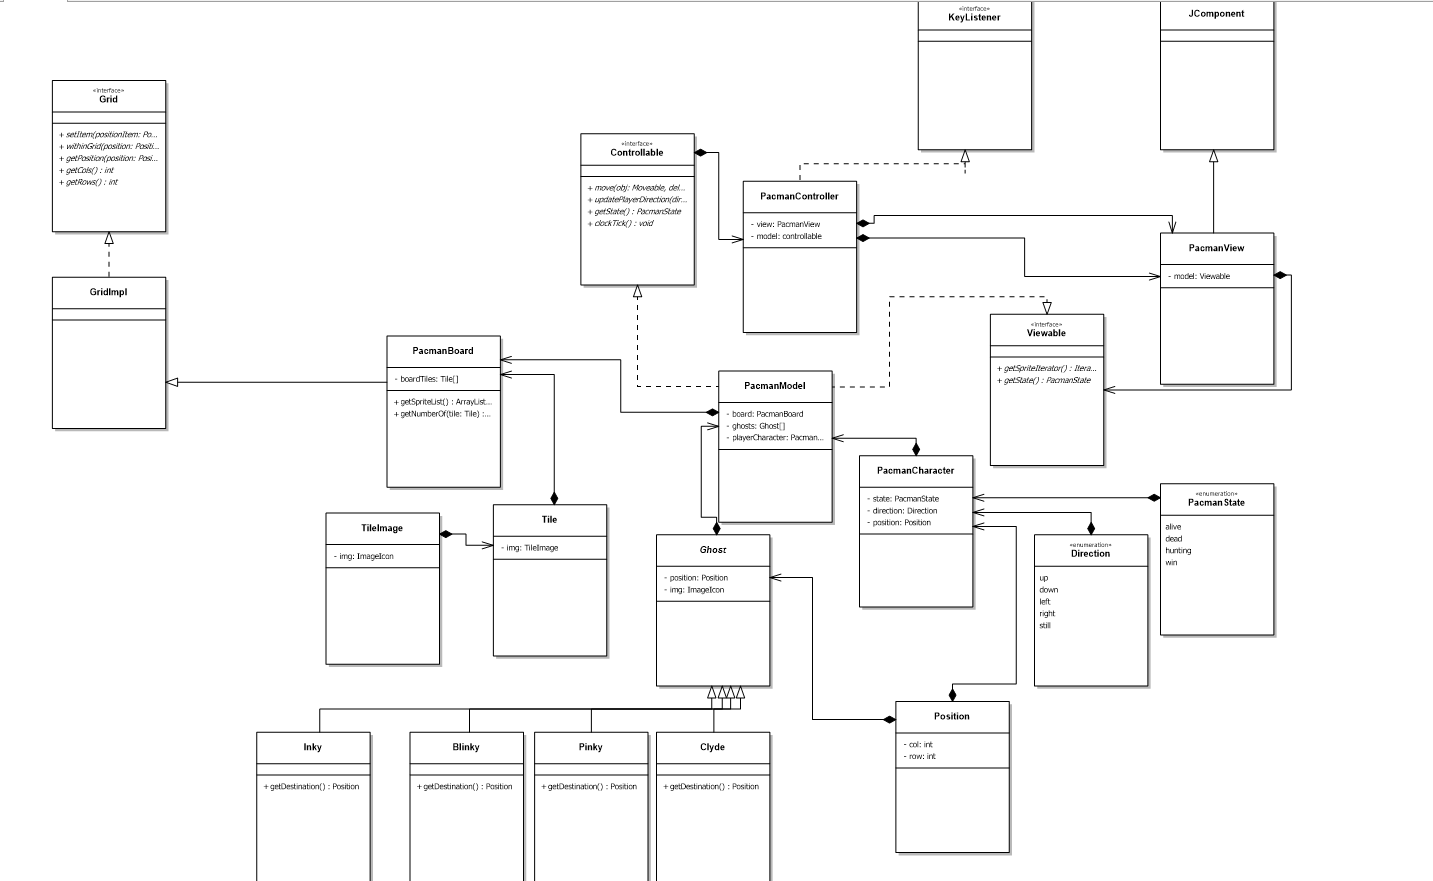 «interface»
KeyListener
JComponent
«interface»
Grid
+ setItem(positionItem: Po...
+ withinGrid(position: Positi...
+ getPosition(position: Posi...
+ getCols() : int
+ getRows() : int
«interface»
Controllable
+ move(obj: Moveable, del...
+ updatePlayerDirection(dir...
+ getState() : PacmanState
+ clockTick() : void
PacmanController
- view: PacmanView
- model: controllable
PacmanView
- model: Viewable
GridImpl
«interface»
Viewable
+ getSpriteIterator() : Itera...
+ getState() : PacmanState
PacmanBoard
- boardTiles: Tile[]
+ getSpriteList() : ArrayList...
+ getNumberOf(tile: Tile) :...
PacmanModel
- board: PacmanBoard
- ghosts: Ghost[]
- playerCharacter: Pacman...
PacmanCharacter
- state: PacmanState
- direction: Direction
- position: Position
«enumeration»
PacmanState
alive
dead
hunting
win
«enumeration»
Direction
up
down
left
right
still
TileImage
- img: ImageIcon
Tile
- img: TileImage
Ghost
- position: Position
- img: ImageIcon
Position
- col: int
- row: int
Inky
+ getDestination() : Position
Blinky
+ getDestination() : Position
Pinky
+ getDestination() : Position
Clyde
+ getDestination() : Position